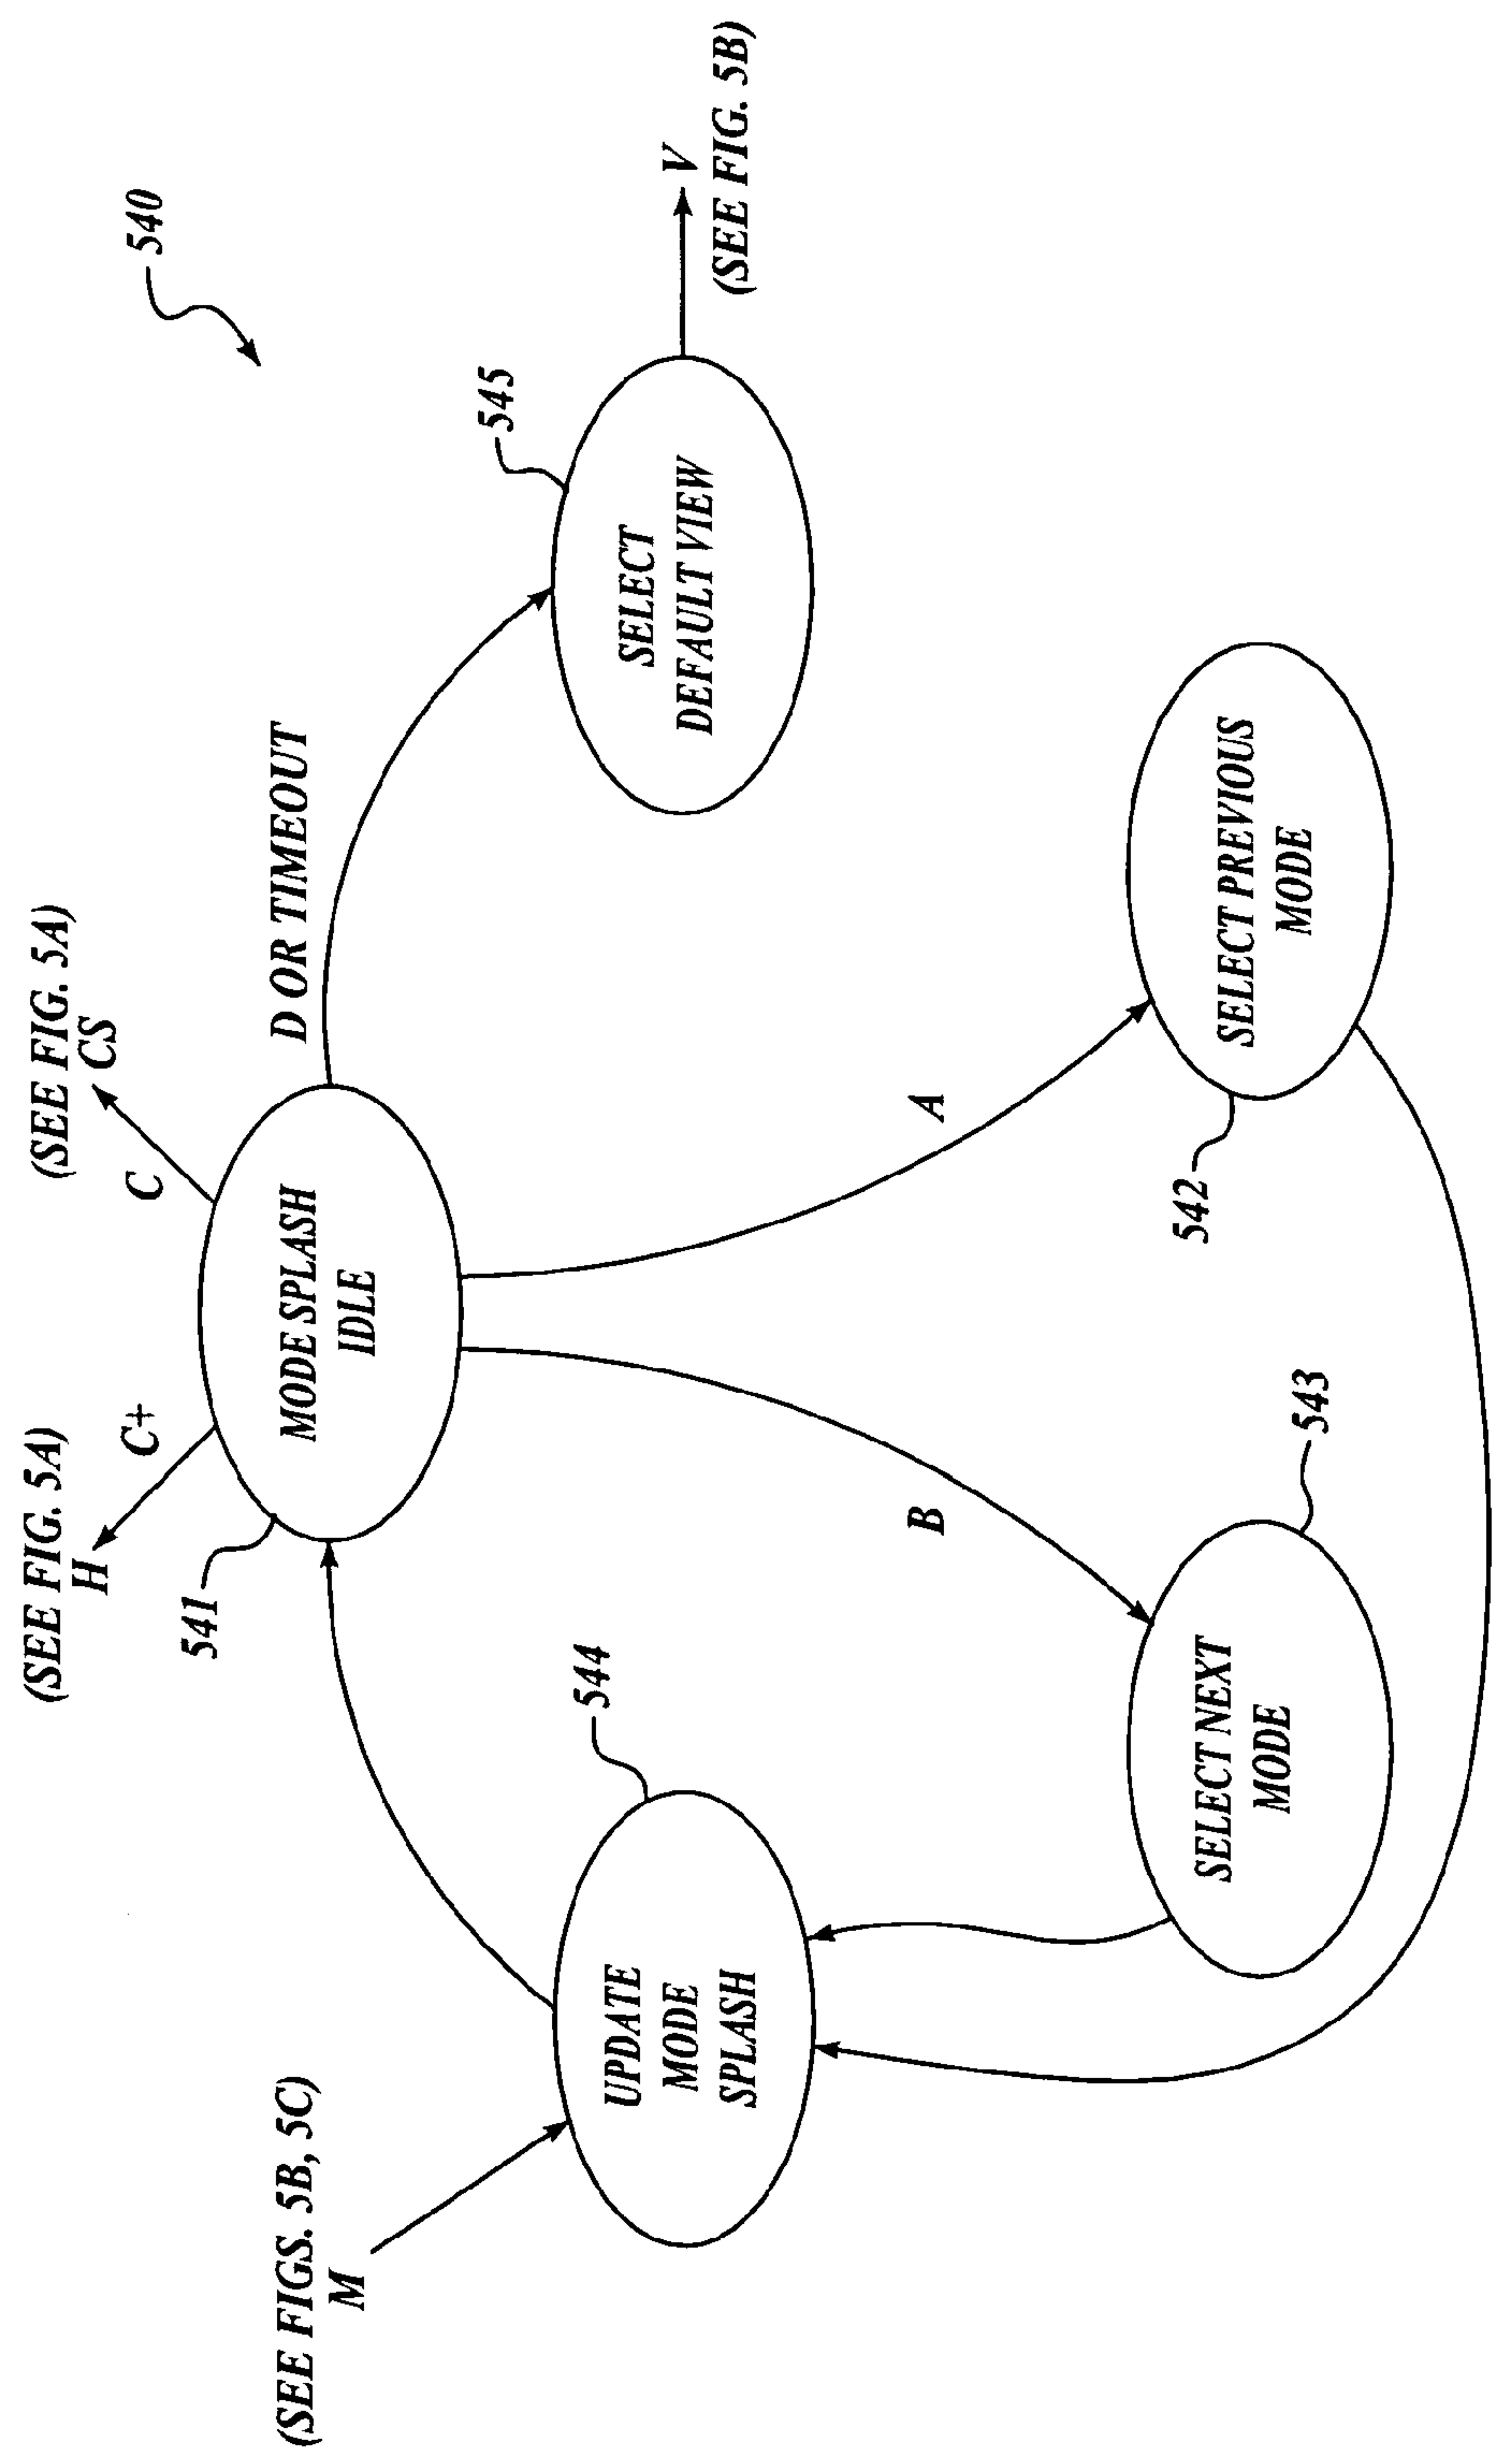 540
(SEE FIG. 5A)
H
(SEE FIG. 5A)
CS
C+
C
541
MODE SPLASH
IDLE
D OR TIMEOUT
(SEE FIGS. 5B, 5C)
M
544
UPDATE
MODE
SPLASH
545
SELECT
DEFAULT VIEW
V
(SEE FIG. 5B)
B
A
543
SELECT NEXT
MODE
542
SELECT PREVIOUS
MODE